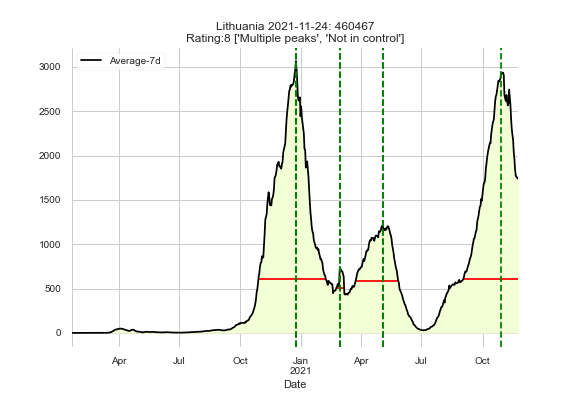 Lithuania 2021-11-24: 460467
Rating:8 ['Multiple peaks', 'Not in control']
Average-7d
3000
2500
2000
1500
1000
500
0
Apr
Jul
Oct
Jan
2021
Apr
Jul
Oct
Date